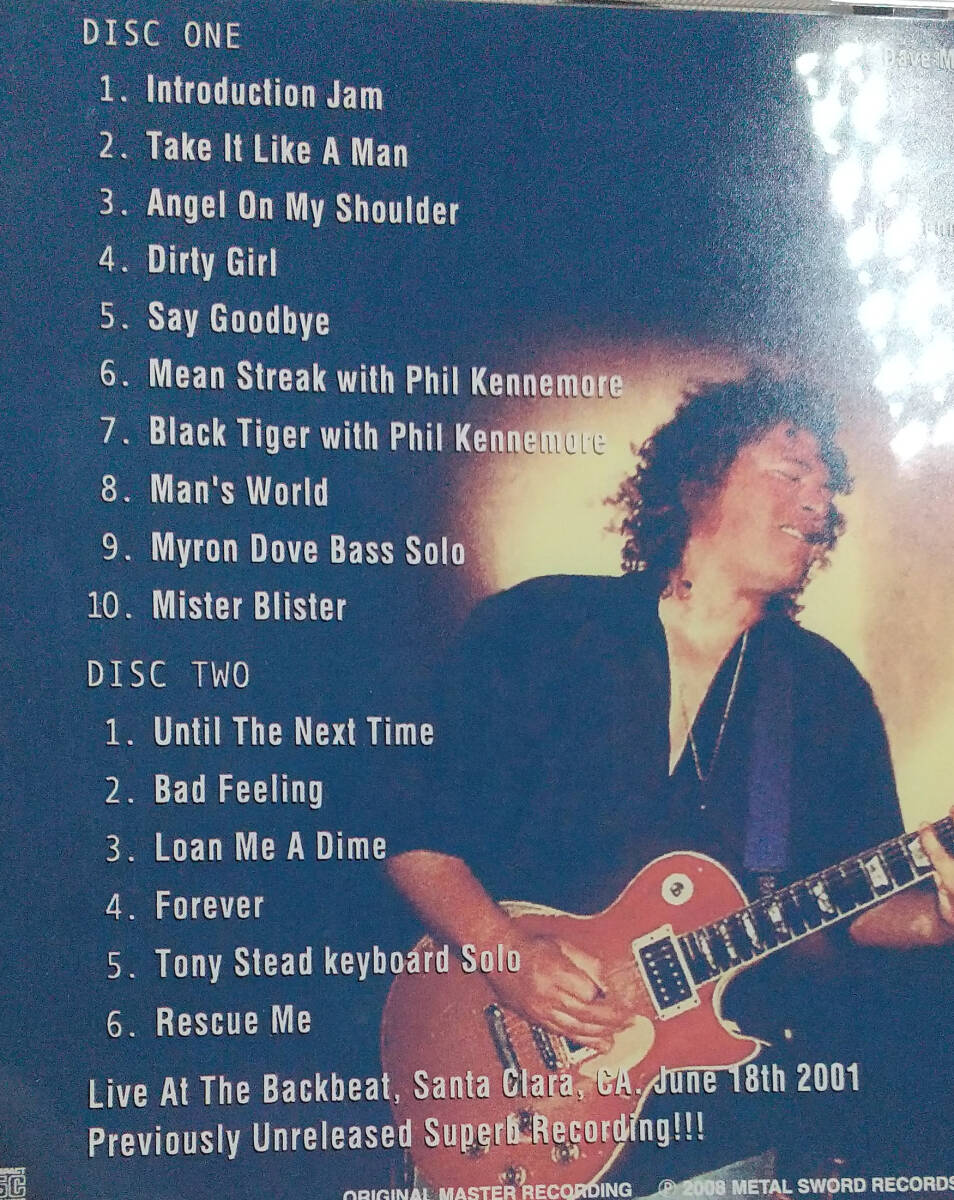 DISC ONE
1. Introduction Jam
2. Take It Like A Man
3. Angel On My Shoulder
4. Dirty Girl
5. Say Goodbye
6. Mean Streak with Phil Kennemore
7. Black Tiger with Phil Kennemore
8. Man's World
9. Myron Dove Bass Solo
10. Mister Blister
DISC TWO
1. Until The Next Time
2. Bad Feeling
3. Loan Me A Dime
4. Forever
5. Tony Stead keyboard Solo
6. Rescue Me
Live At The Backbeat, Santa Clara, CA. June 18th 2001
Previously Unreleased Superb Recording!!!
ORIGINAL MASTER RECORDING ℗ 2008 METAL SWORD RECORDS
Dave M